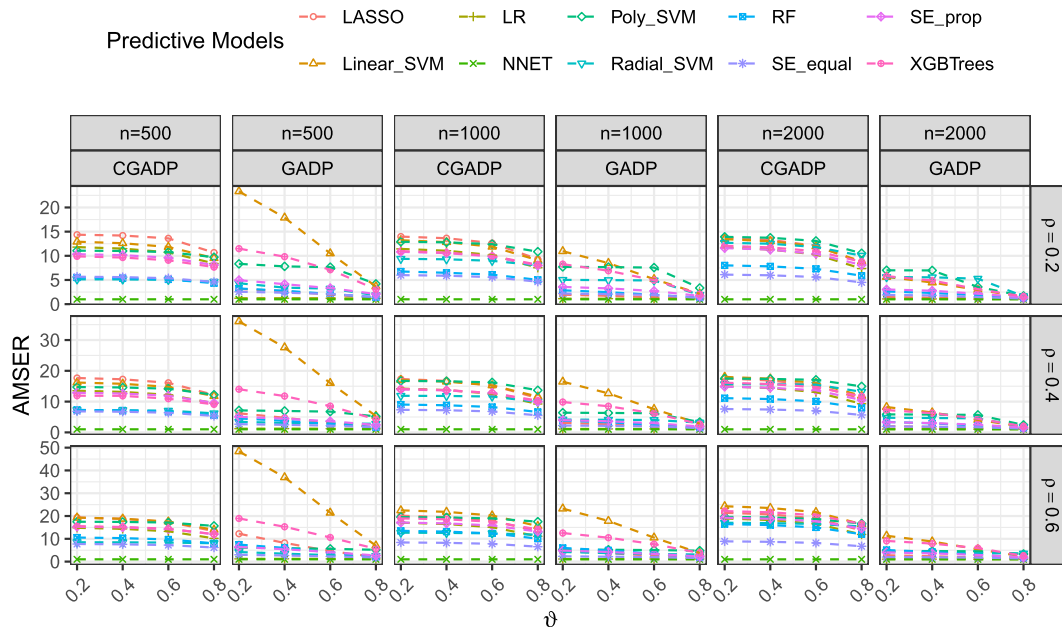 Predictive Models
LASSO LR Poly_SVM RF SE_prop
Linear_SVM NNET Radial_SVM SE_equal XGBTrees
n=500 n=500 n=1000 n=1000 n=2000 n=2000
CGADP GADP CGADP GADP CGADP GADP
20
15
10
5
0
ρ = 0.2
30
20
10
0
ρ = 0.4
50
40
30
20
10
0
ρ = 0.6
AMSER
0.2 0.4 0.6 0.8 0.2 0.4 0.6 0.8 0.2 0.4 0.6 0.8 0.2 0.4 0.6 0.8 0.2 0.4 0.6 0.8 0.2 0.4 0.6 0.8
ϑ